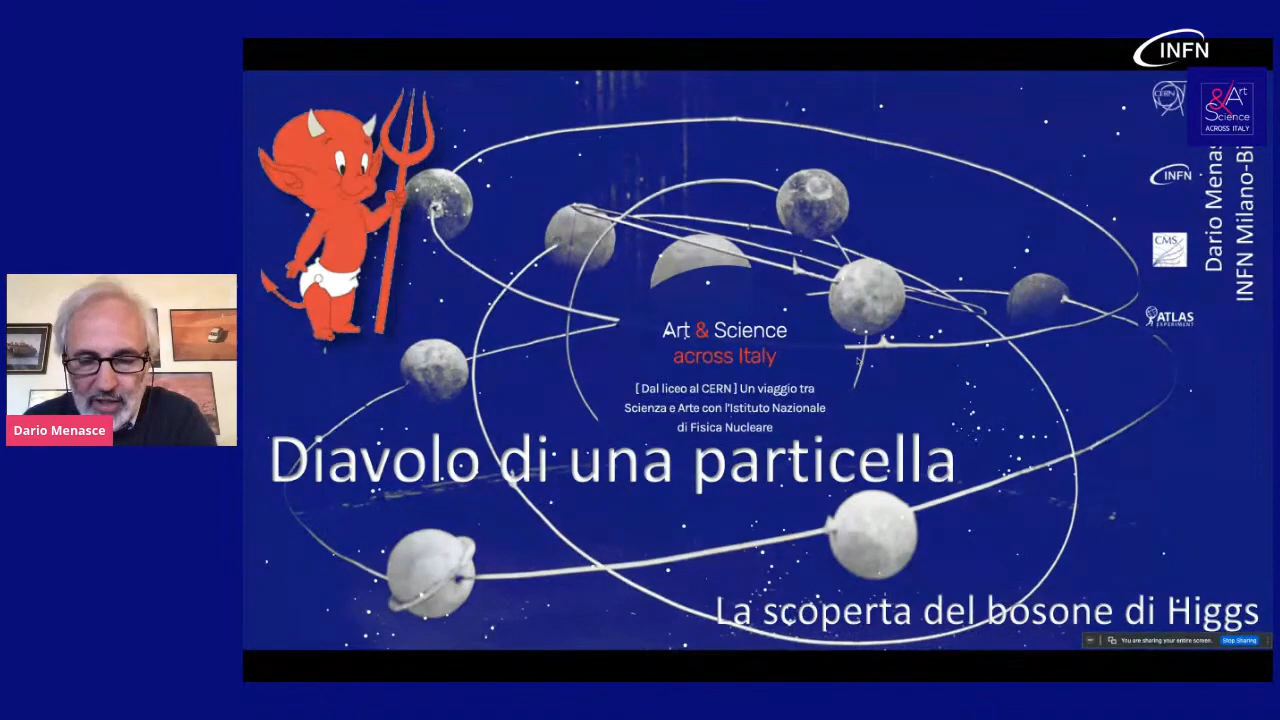 INFN
CERN
&Art
Science
ACROSS ITALY
INFN
Dario Menas
INFN Milano-Bi
CMS
ATLAS
EXPERIMENT
Art & Science
across Italy
[ Dal liceo al CERN ] Un viaggio tra
Scienza e Arte con l'Istituto Nazionale
di Fisica Nucleare
Dario Menasce
Diavolo di una particella
La scoperta del bosone di Higgs
You are sharing your entire screen.
Stop Sharing